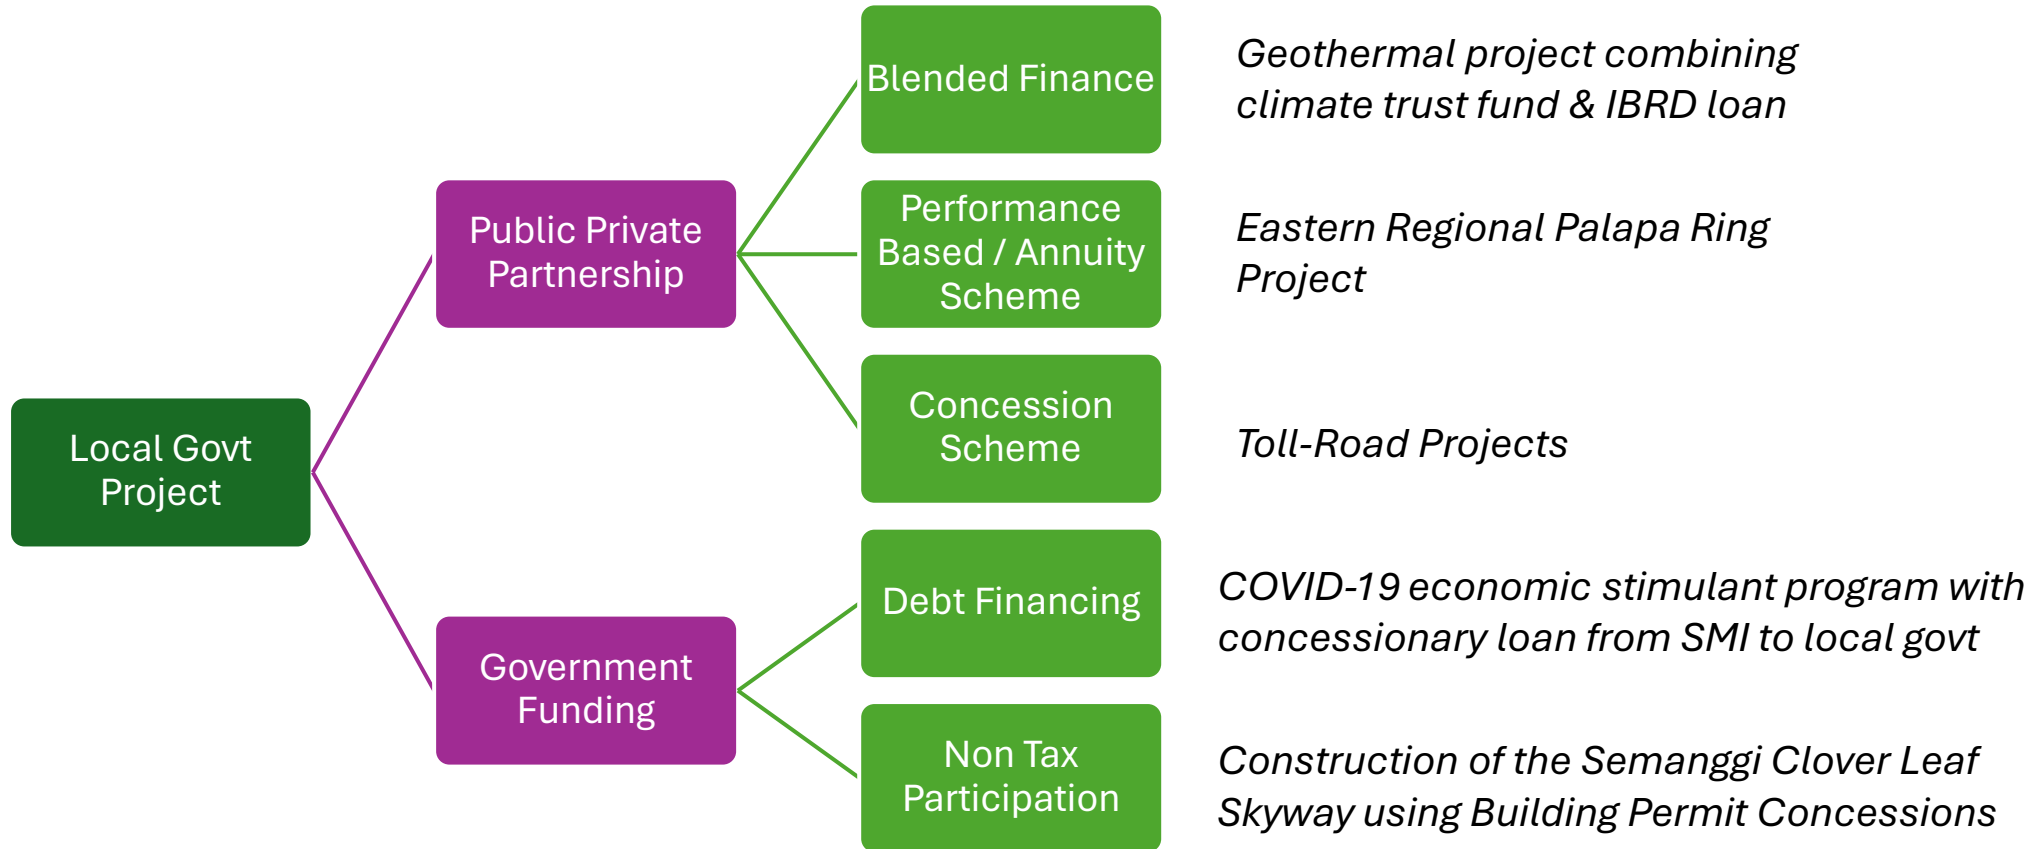 Local Govt
Project
Public Private
Partnership
Government
Funding
Blended Finance
Geothermal project combining
climate trust fund & IBRD loan
Performance
Based / Annuity
Scheme
Eastern Regional Palapa Ring
Project
Concession
Scheme
Toll-Road Projects
Debt Financing
COVID-19 economic stimulant program with
concessionary loan from SMI to local govt
Non Tax
Participation
Construction of the Semanggi Clover Leaf
Skyway using Building Permit Concessions